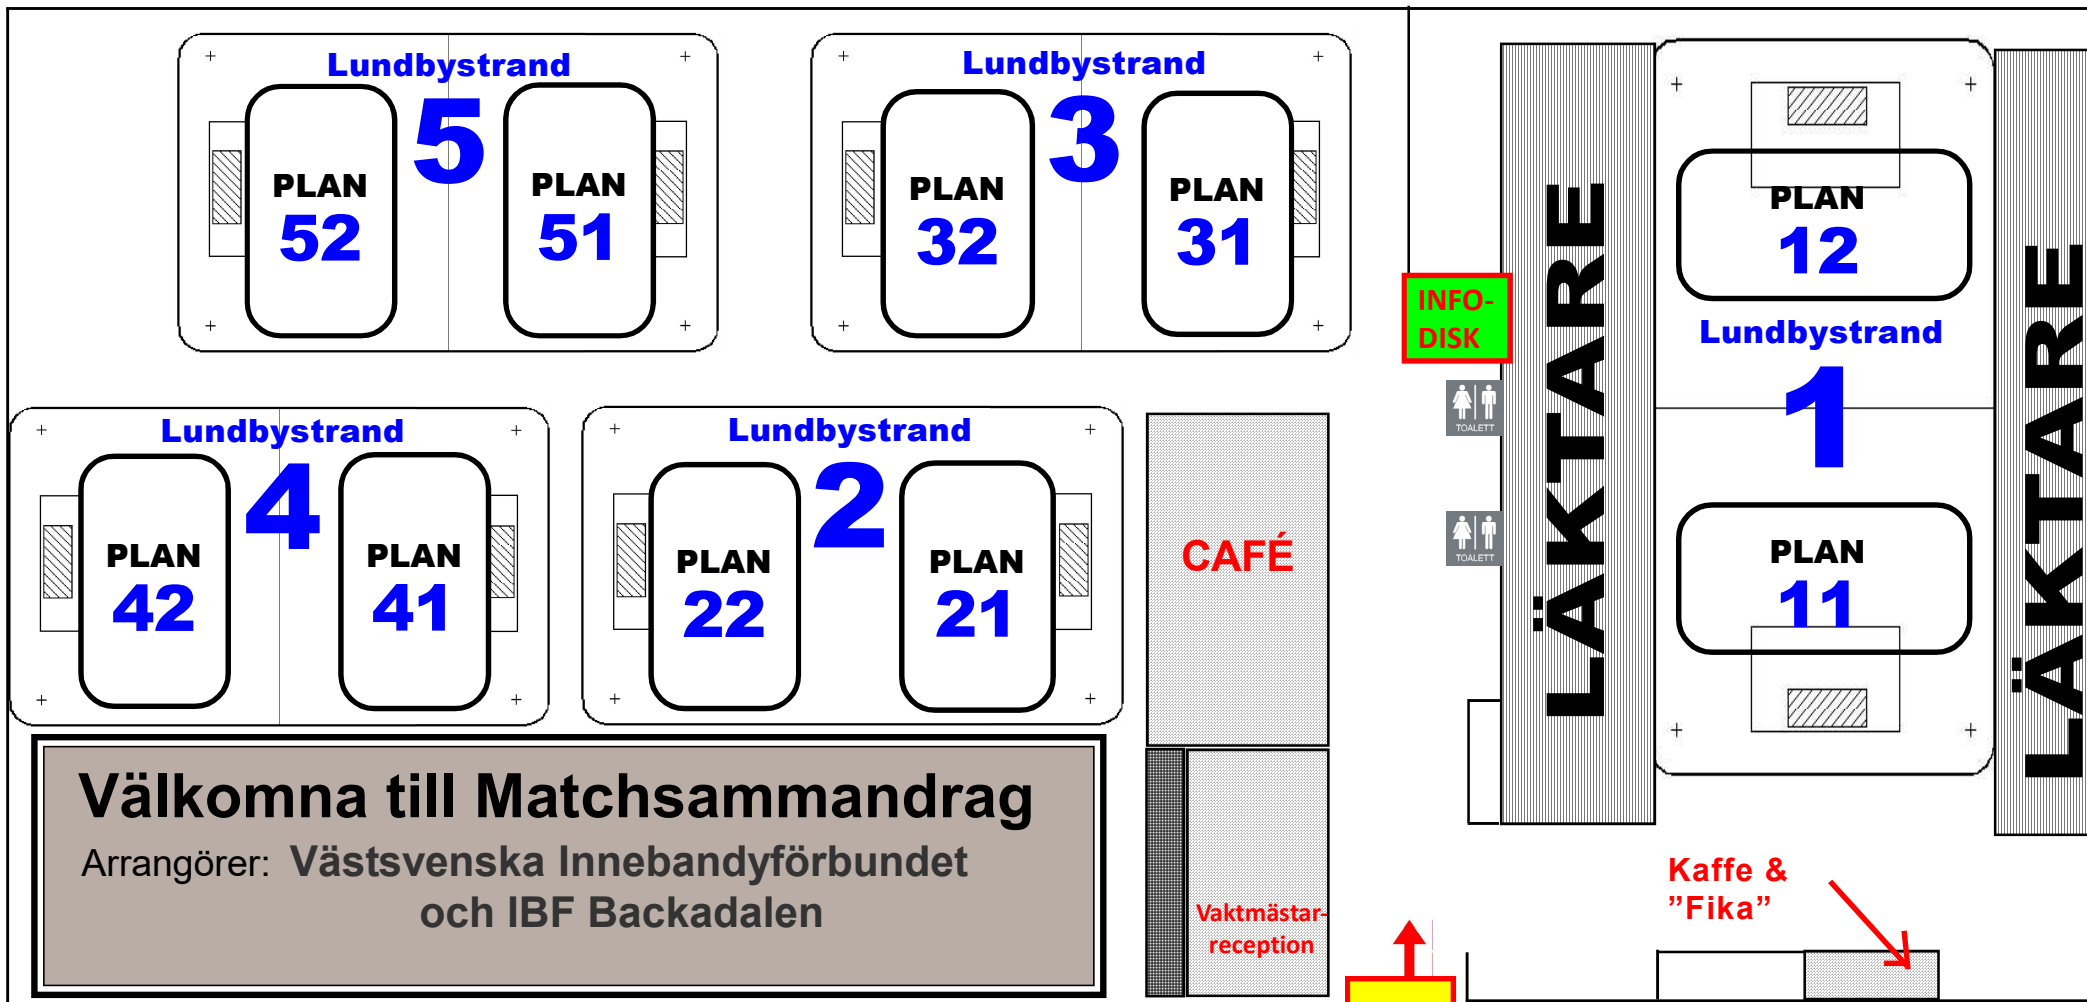 Lundbystrand
5
PLAN
52
PLAN
51
Lundbystrand
3
PLAN
32
PLAN
31
LÄKTARE
PLAN
12
Lundbystrand
1
PLAN
11
LÄKTARE
INFO-
DISK
TOALETT
TOALETT
Lundbystrand
4
PLAN
42
PLAN
41
Lundbystrand
2
PLAN
22
PLAN
21
CAFÉ
Välkomna till Matchsammandrag
Arrangörer: Västsvenska Innebandyförbundet
och IBF Backadalen
Vaktmästar-
reception
Kaffe &
”Fika”